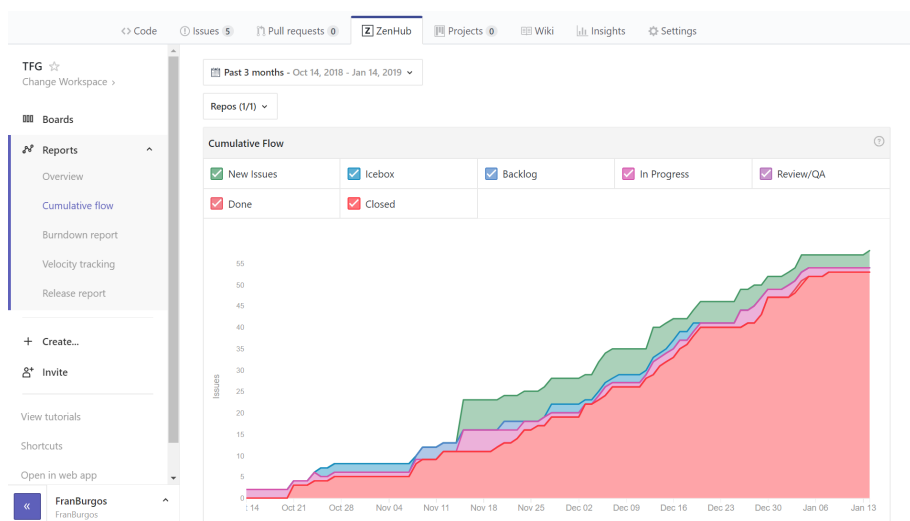 Code Issues 5 Pull requests 0 Z ZenHub Projects 0 Wiki Insights Settings
TFG
Change Workspace >
Boards
Reports
Overview
Cumulative flow
Burndown report
Velocity tracking
Release report
+ Create...
Invite
View tutorials
Shortcuts
Open in web app
« FranBurgos
FranBurgos
Past 3 months - Oct 14, 2018 - Jan 14, 2019
Repos (1/1)
Cumulative Flow ?
New Issues Icebox Backlog In Progress Review/QA
Done Closed
Issues
55
50
45
40
35
30
25
20
15
10
5
0
: 14 Oct 21 Oct 28 Nov 04 Nov 11 Nov 18 Nov 25 Dec 02 Dec 09 Dec 16 Dec 23 Dec 30 Jan 06 Jan 13